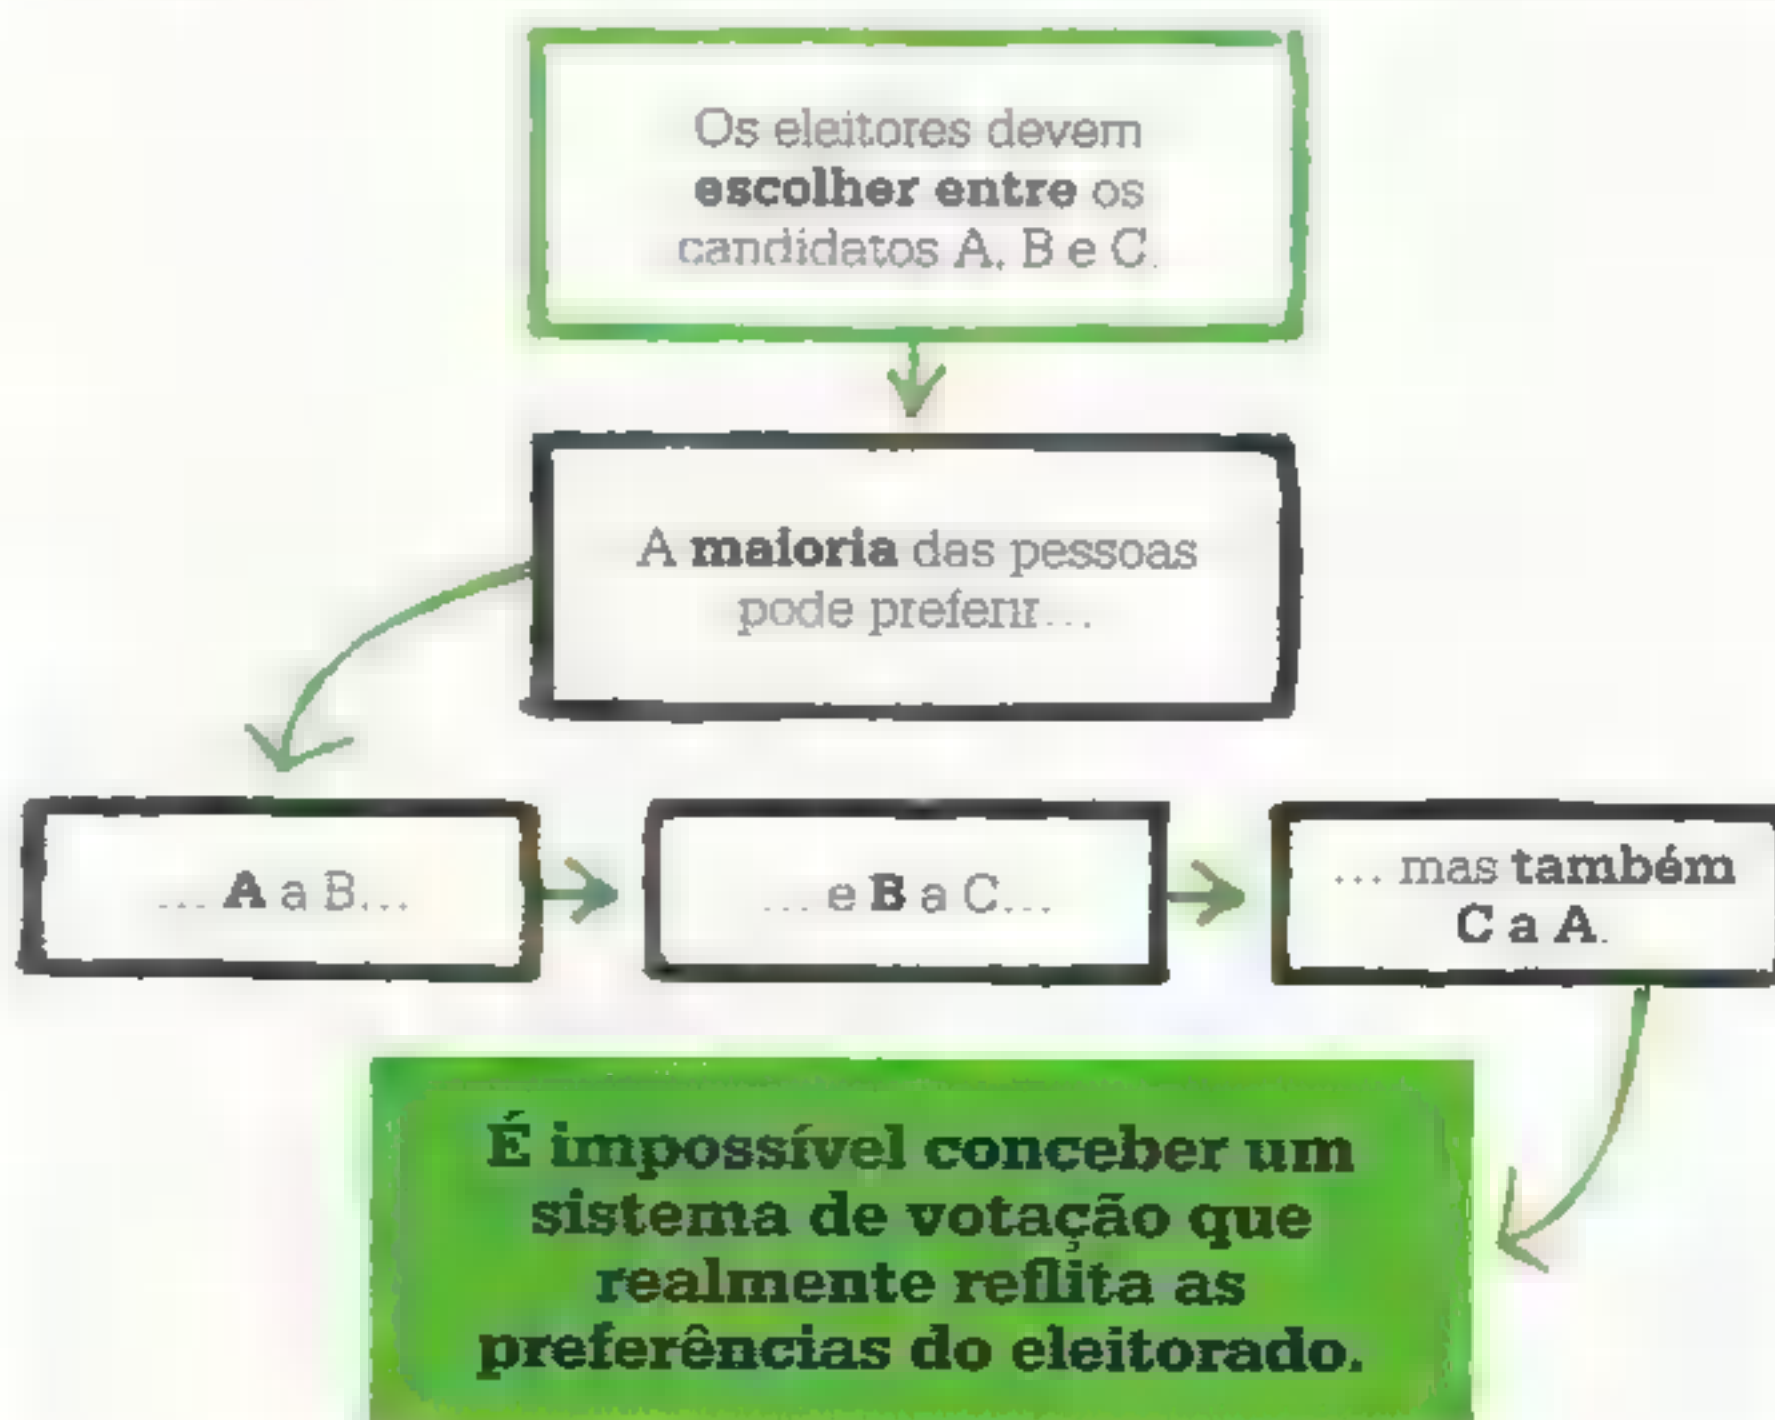 Os eleitores devem
escolher entre os
candidatos A, B e C.
A maioria das pessoas
pode preferir...
... A a B...
... e B a C...
... mas também
C a A.
É impossível conceber um
sistema de votação que
realmente reflita as
preferências do eleitorado.